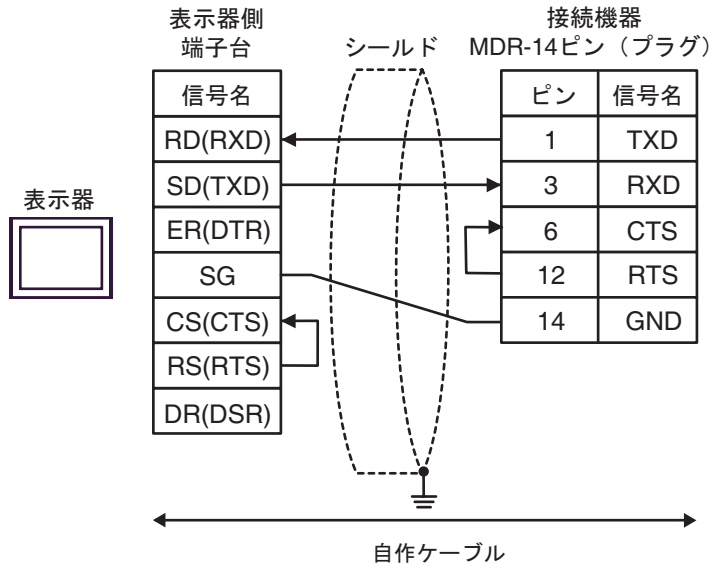 表示器側
端子台
シールド
接続機器
MDR-14ピン（プラグ）
表示器
信号名
RD(RXD)
SD(TXD)
ER(DTR)
SG
CS(CTS)
RS(RTS)
DR(DSR)
ピン 信号名
1 TXD
3 RXD
6 CTS
12 RTS
14 GND
自作ケーブル